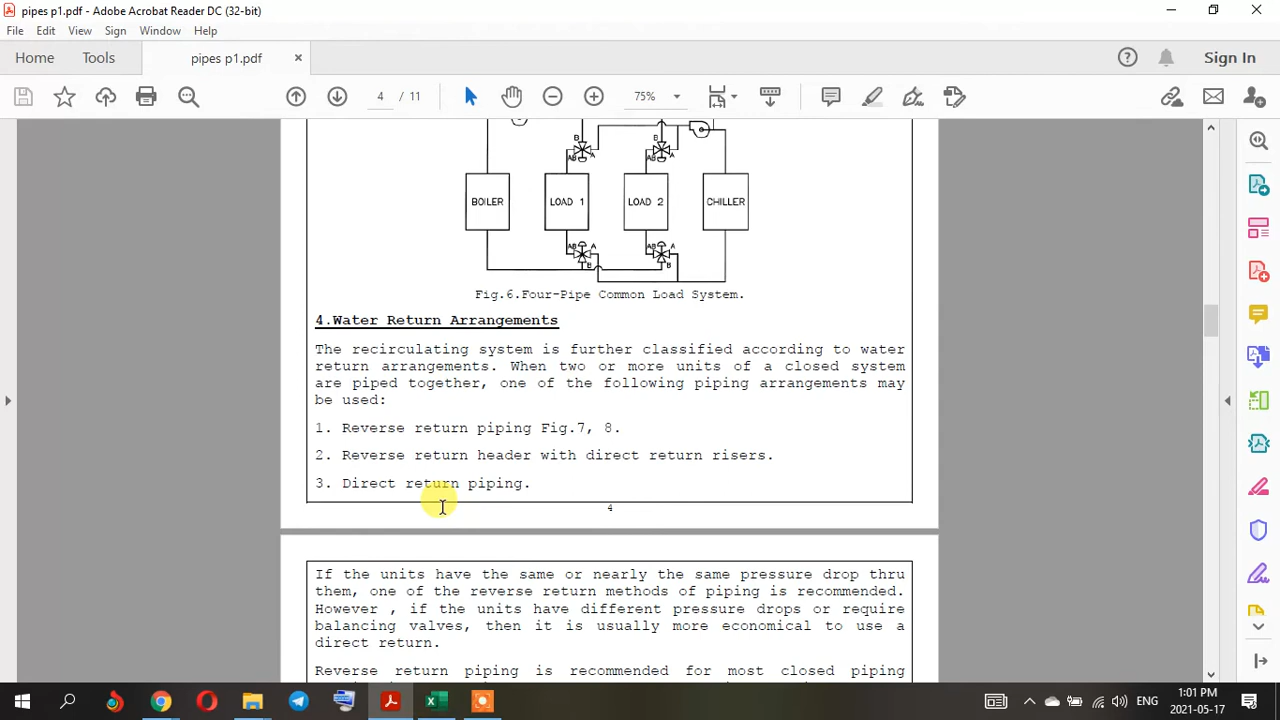 pipes p1.pdf - Adobe Acrobat Reader DC (32-bit)
File Edit View Sign Window Help
Home Tools pipes p1.pdf × Sign In
4 / 11 75%
B B
AB A AB A
BOILER LOAD 1 LOAD 2 CHILLER
AB A AB A
B B
Fig.6.Four-Pipe Common Load System.
4.Water Return Arrangements
The recirculating system is further classified according to water
return arrangements. When two or more units of a closed system
are piped together, one of the following piping arrangements may
be used:
1. Reverse return piping Fig.7, 8.
2. Reverse return header with direct return risers.
3. Direct return piping.
4
If the units have the same or nearly the same pressure drop thru
them, one of the reverse return methods of piping is recommended.
However , if the units have different pressure drops or require
balancing valves, then it is usually more economical to use a
direct return.
Reverse return piping is recommended for most closed piping
ENG 1:01 PM
2021-05-17